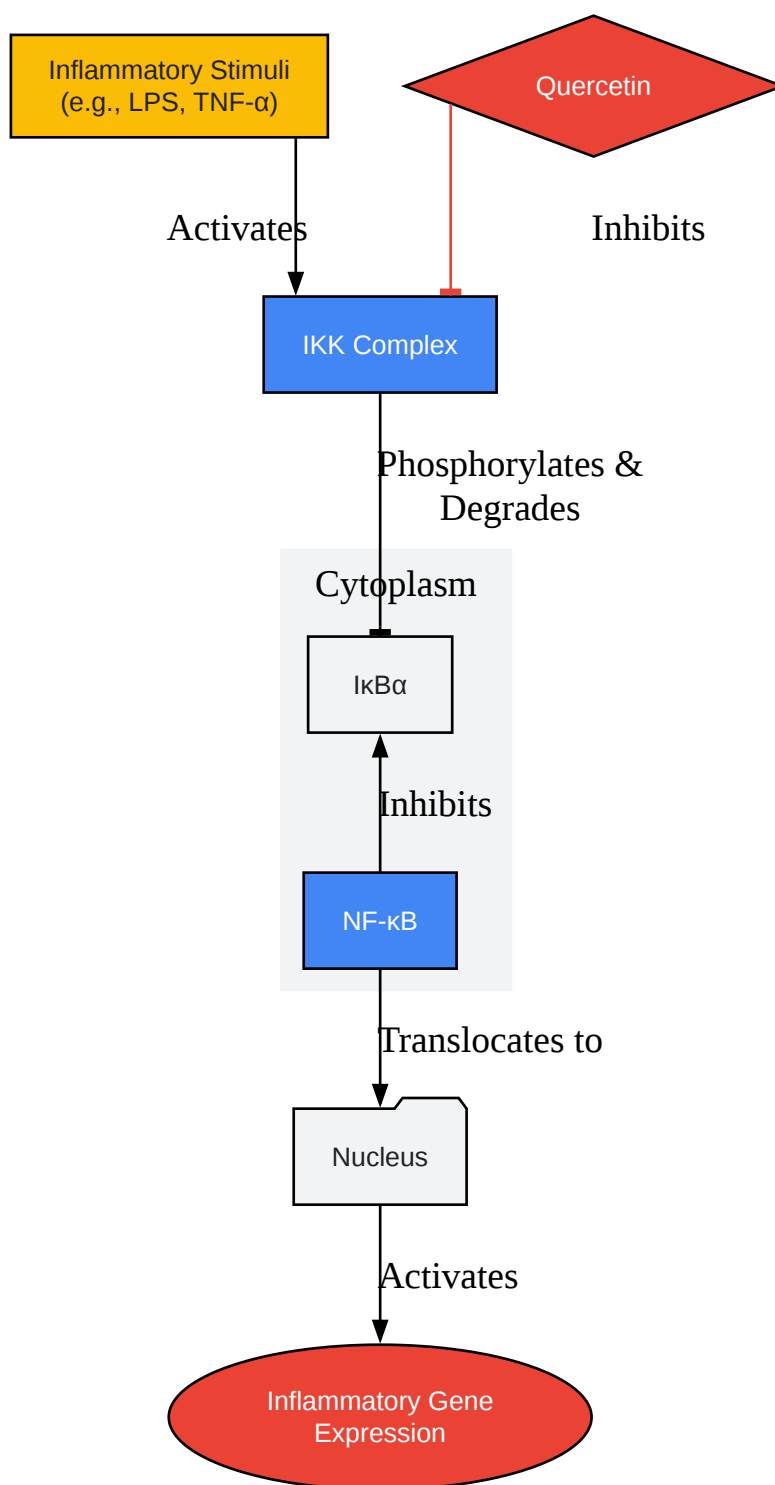 Inflammatory Stimuli
(e.g., LPS, TNF-α)
Quercetin
Activates
Inhibits
IKK Complex
Phosphorylates &
Degrades
Cytoplasm
IκBα
Inhibits
NF-κB
Translocates to
Nucleus
Activates
Inflammatory Gene
Expression